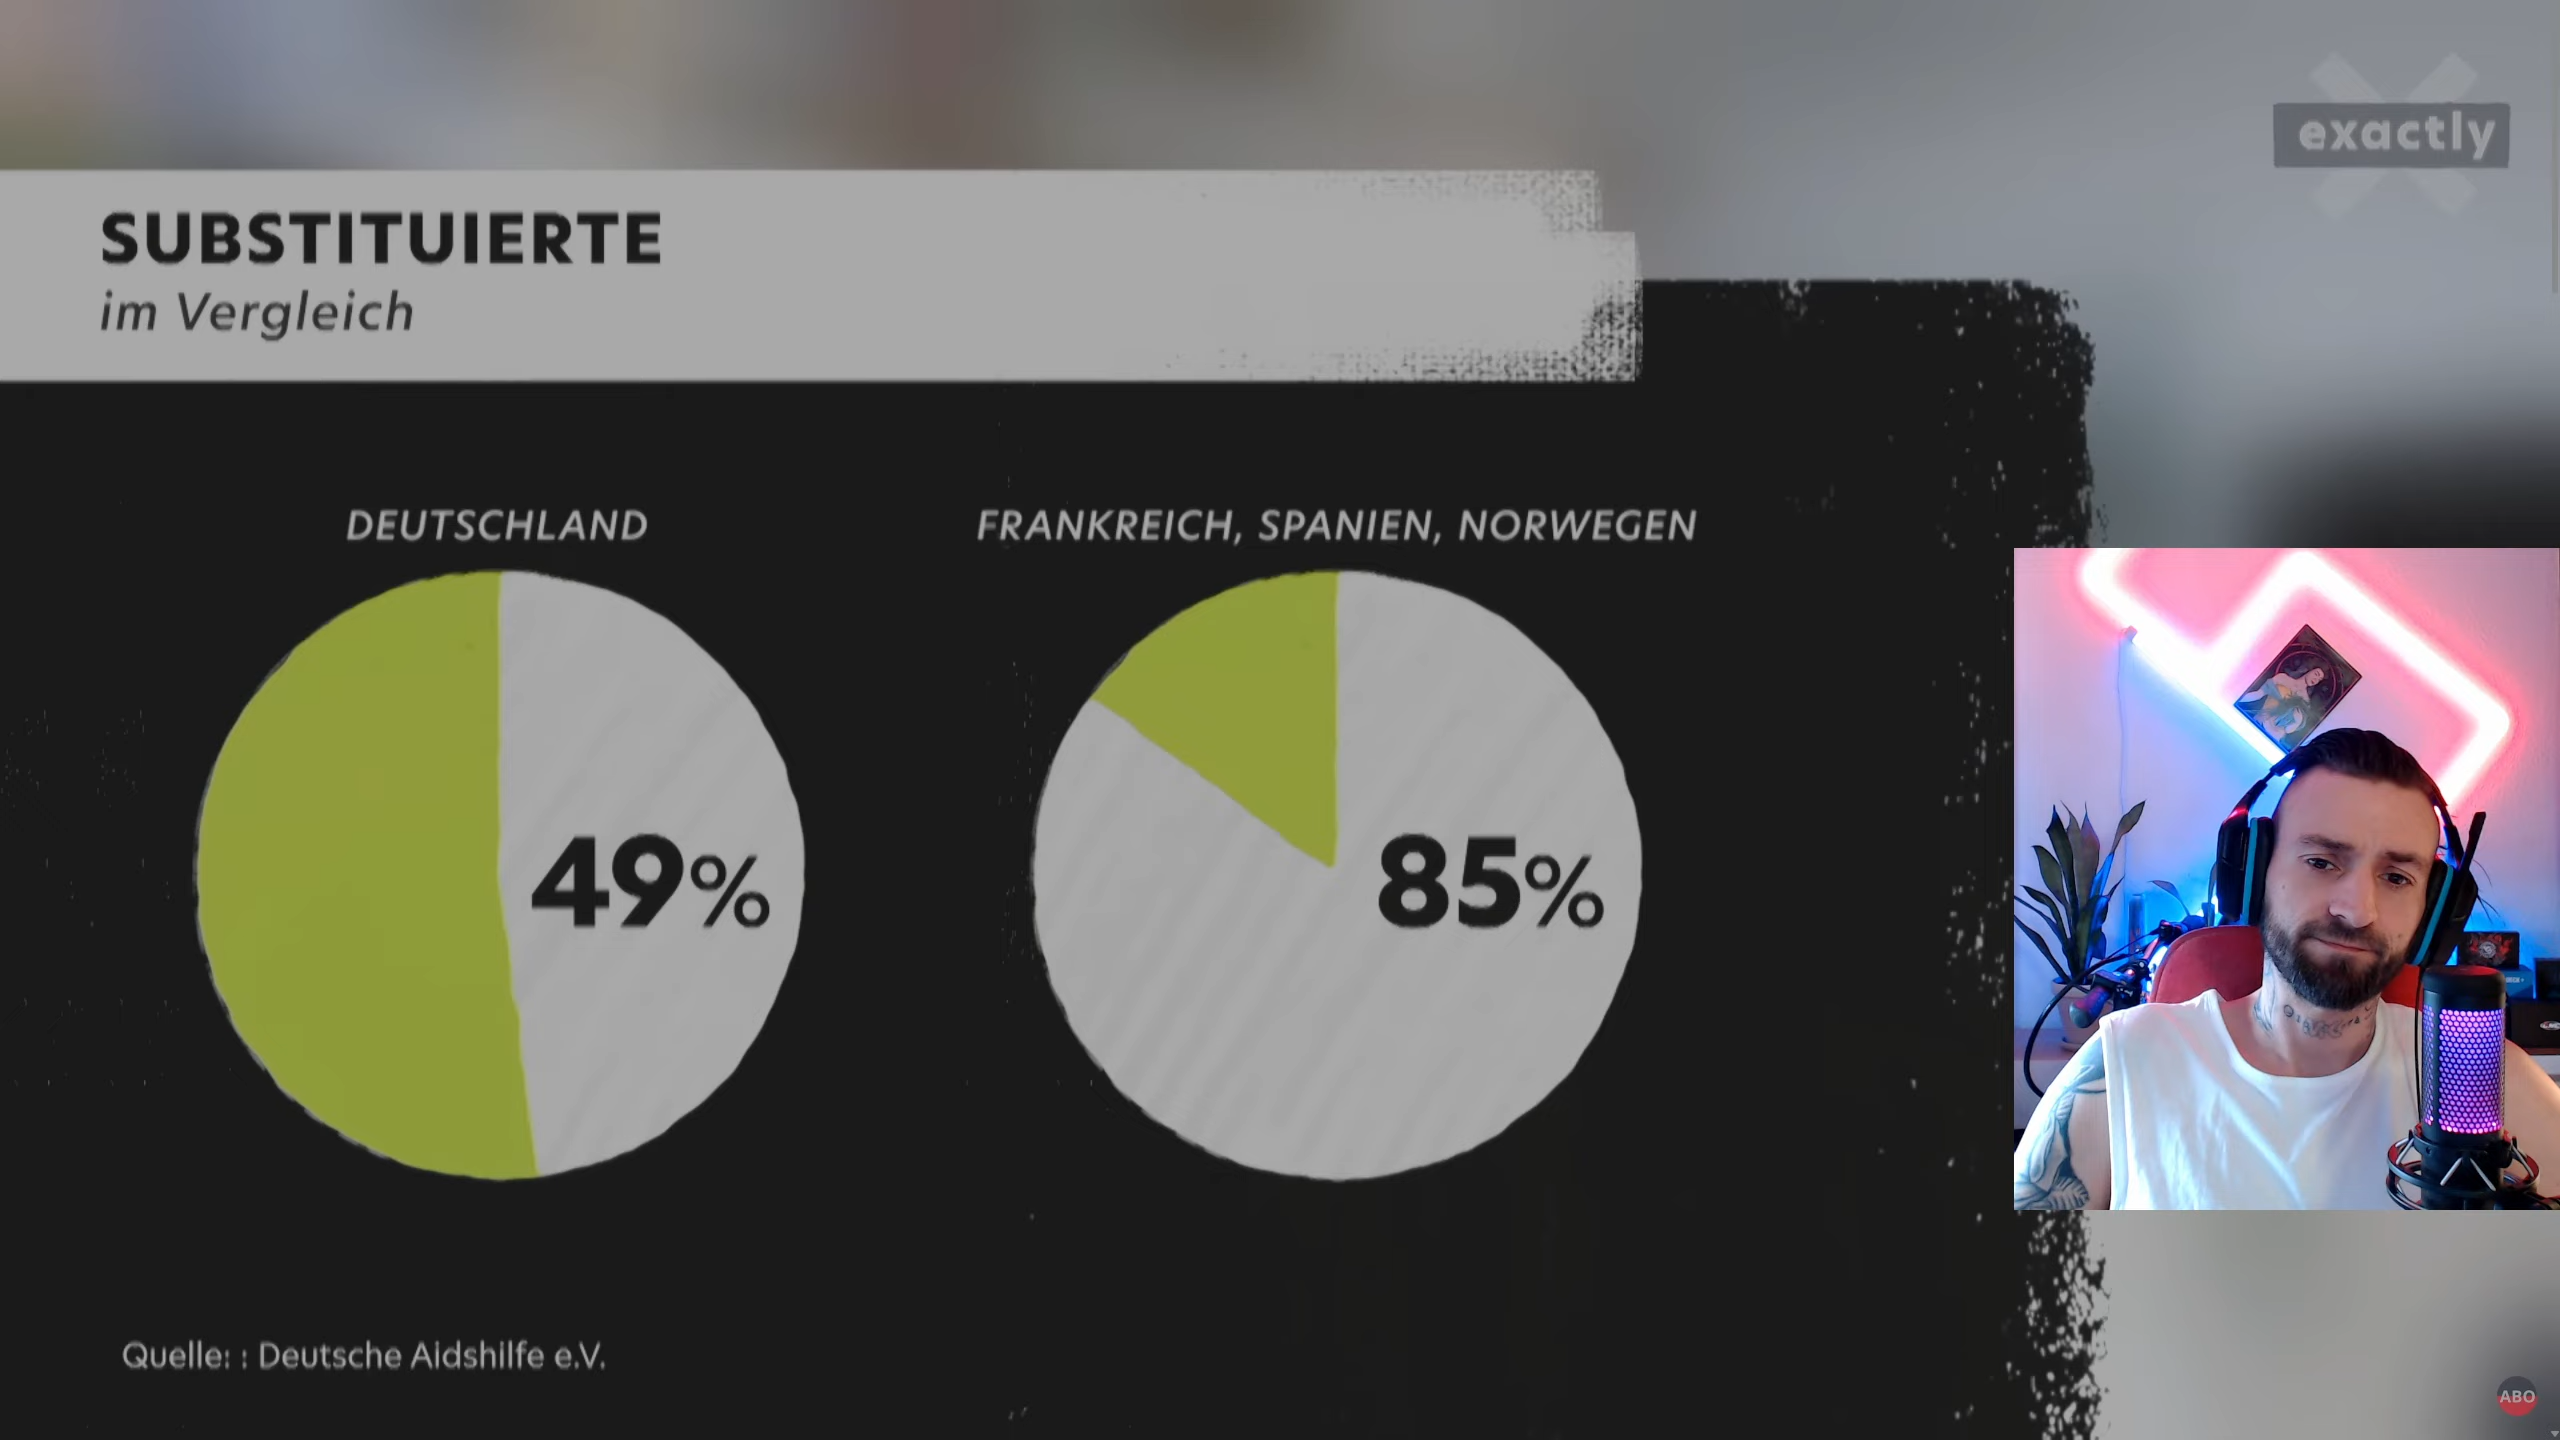 exactly
SUBSTITUIERTE
im Vergleich
DEUTSCHLAND
FRANKREICH, SPANIEN, NORWEGEN
49%
85%
Quelle: : Deutsche Aidshilfe e.V.
ABO